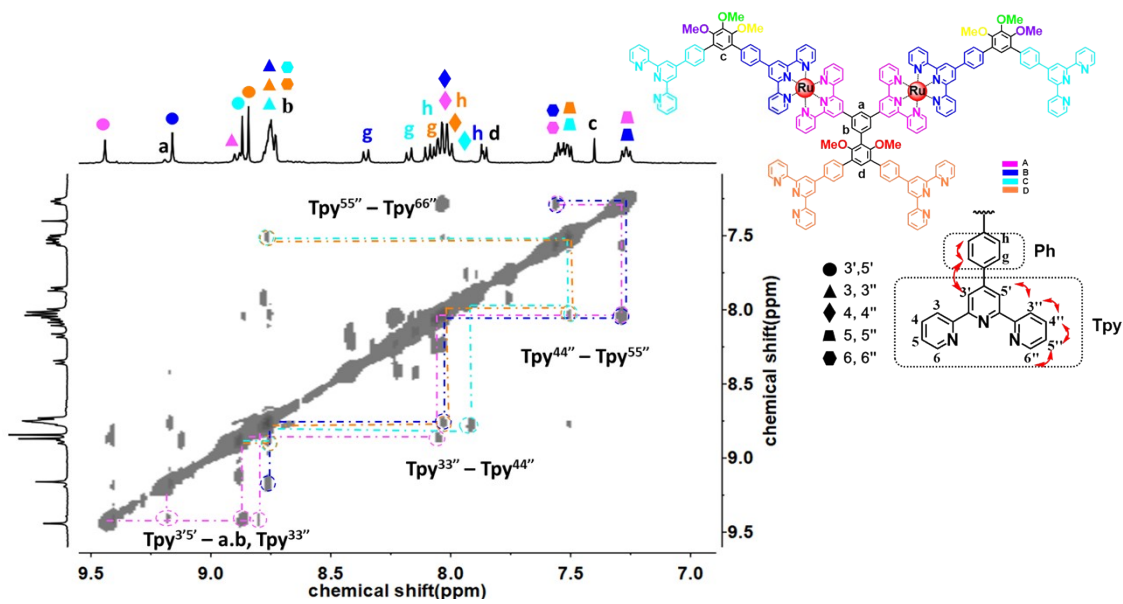 OMe
MeO OMe
c
N N N N N N
Ru
N N N N N N
OMe
MeO OMe
Ru
a
b
MeO OMe
d
N N N N N N
A
B
C
D
a b g g h g h h d c
Tpy55’’ – Tpy66’’
Tpy44’’ – Tpy55’’
Tpy33’’ – Tpy44’’
Tpy3’5’ – a.b, Tpy33’’
7.5
8.0
8.5
9.0
9.5
chemical shift(ppm)
9.5 9.0 8.5 8.0 7.5 7.0
chemical shift(ppm)
3',5'
3, 3"
4, 4"
5, 5"
6, 6"
h
g
Ph
3' 5'
3 3"
4 4"
5 5"
6 6"
N N N
Tpy